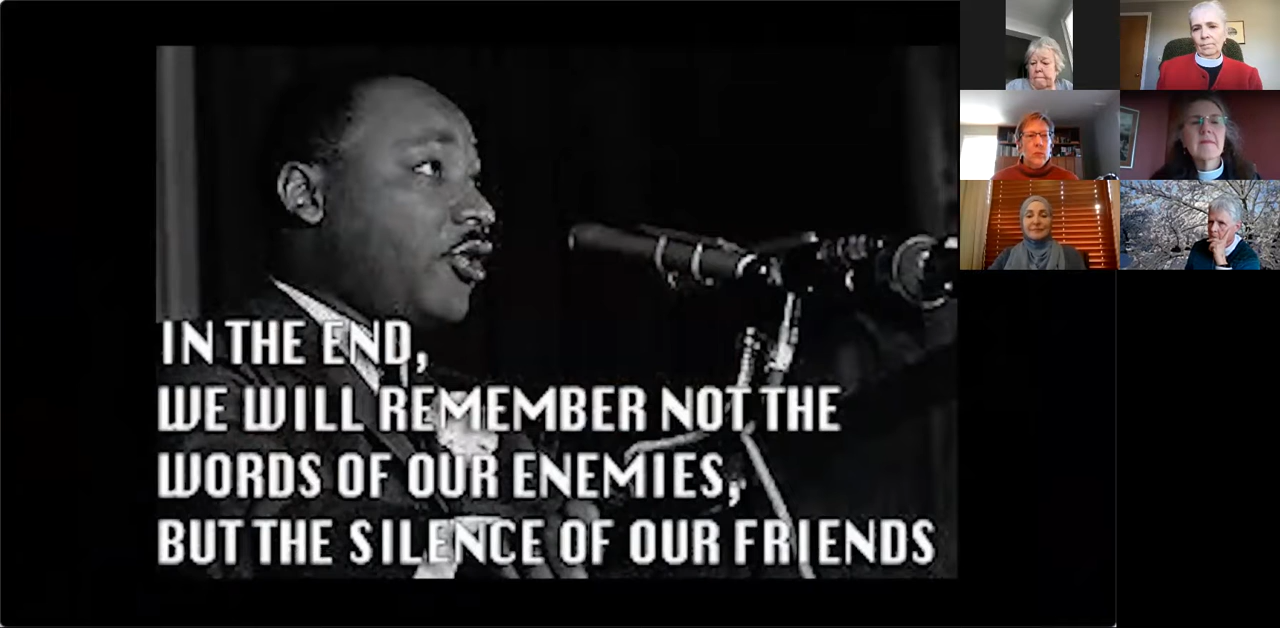 IN THE END,
WE WILL REMEMBER NOT THE
WORDS OF OUR ENEMIES,
BUT THE SILENCE OF OUR FRIENDS